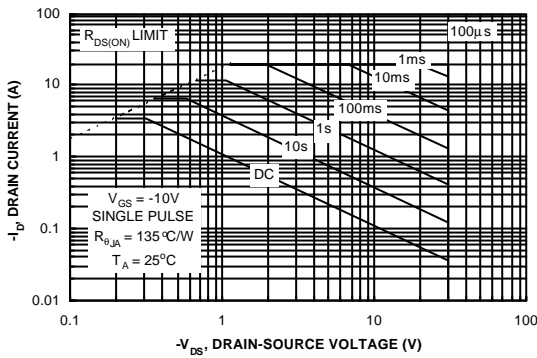 100
10
1
0.1
0.01
-I_D, DRAIN CURRENT (A)
R_DS(ON) LIMIT
100µs
1ms
10ms
100ms
1s
10s
DC
V_GS = -10V
SINGLE PULSE
R_θJA = 135°C/W
T_A = 25°C
0.1
1
10
100
-V_DS, DRAIN-SOURCE VOLTAGE (V)